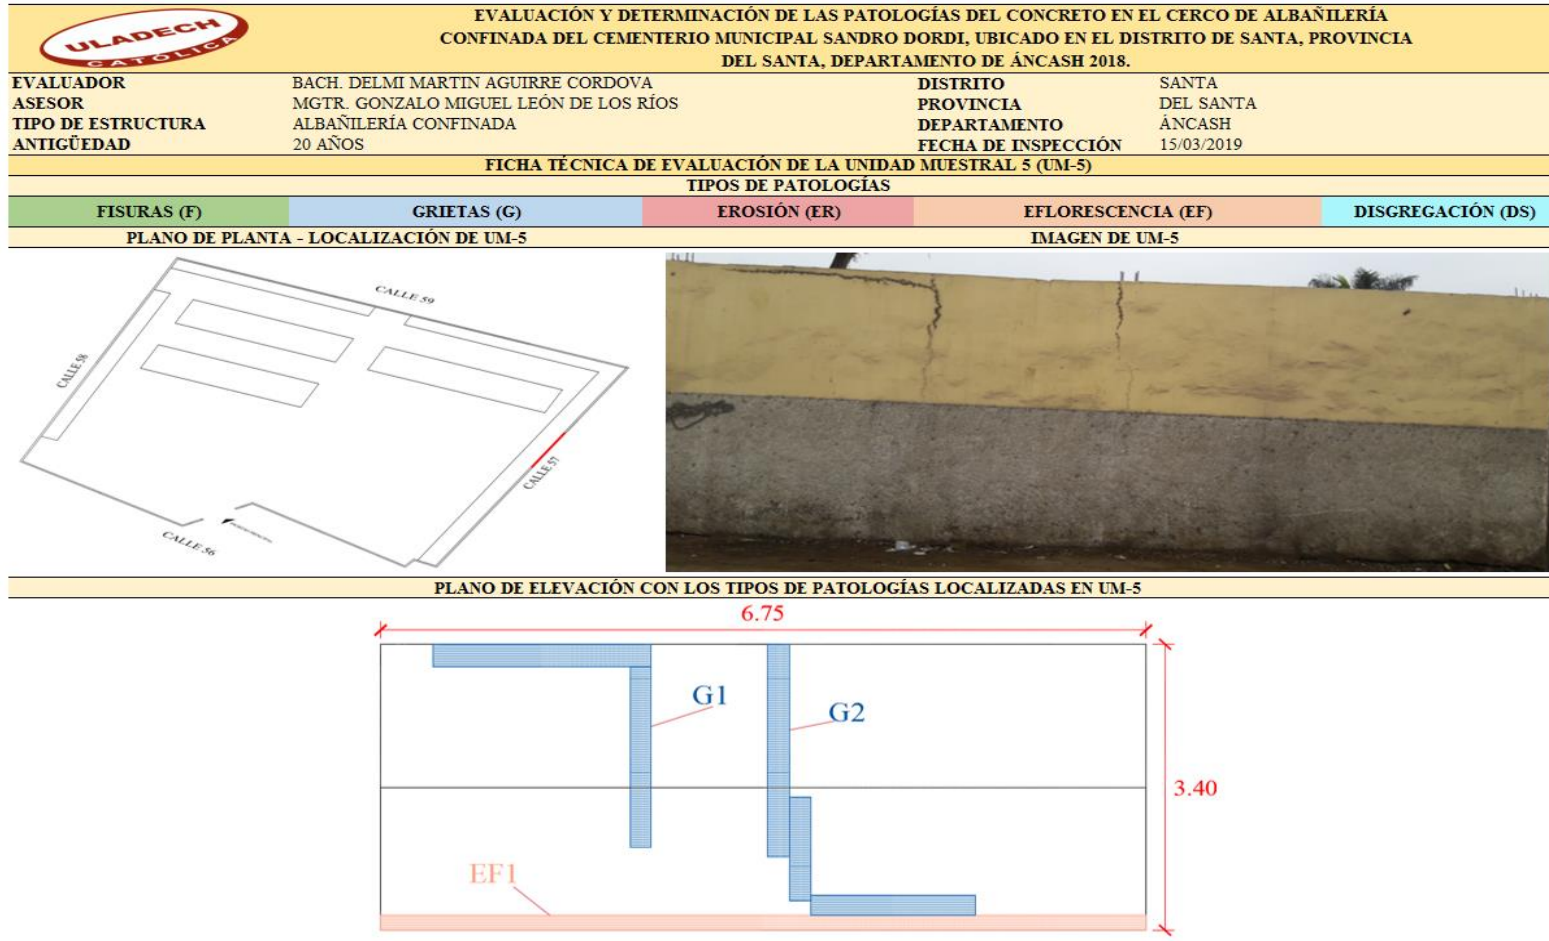 ULADECH
CATÓLICA
EVALUACIÓN Y DETERMINACIÓN DE LAS PATOLOGÍAS DEL CONCRETO EN EL CERCO DE ALBAÑILERÍA
CONFINADA DEL CEMENTERIO MUNICIPAL SANDRO DORDI, UBICADO EN EL DISTRITO DE SANTA, PROVINCIA
DEL SANTA, DEPARTAMENTO DE ÁNCASH 2018.
EVALUADOR BACH. DELMI MARTIN AGUIRRE CORDOVA DISTRITO SANTA
ASESOR MGTR. GONZALO MIGUEL LEÓN DE LOS RÍOS PROVINCIA DEL SANTA
TIPO DE ESTRUCTURA ALBAÑILERÍA CONFINADA DEPARTAMENTO ÁNCASH
ANTIGÜEDAD 20 AÑOS FECHA DE INSPECCIÓN 15/03/2019
FICHA TÉCNICA DE EVALUACIÓN DE LA UNIDAD MUESTRAL 5 (UM-5)
TIPOS DE PATOLOGÍAS
FISURAS (F) GRIETAS (G) EROSIÓN (ER) EFLORESCENCIA (EF) DISGREGACIÓN (DS)
PLANO DE PLANTA - LOCALIZACIÓN DE UM-5 IMAGEN DE UM-5
CALLE 59
CALLE 58
CALLE 57
CALLE 56
PLANO DE ELEVACIÓN CON LOS TIPOS DE PATOLOGÍAS LOCALIZADAS EN UM-5
6.75
G1
G2
3.40
EF1